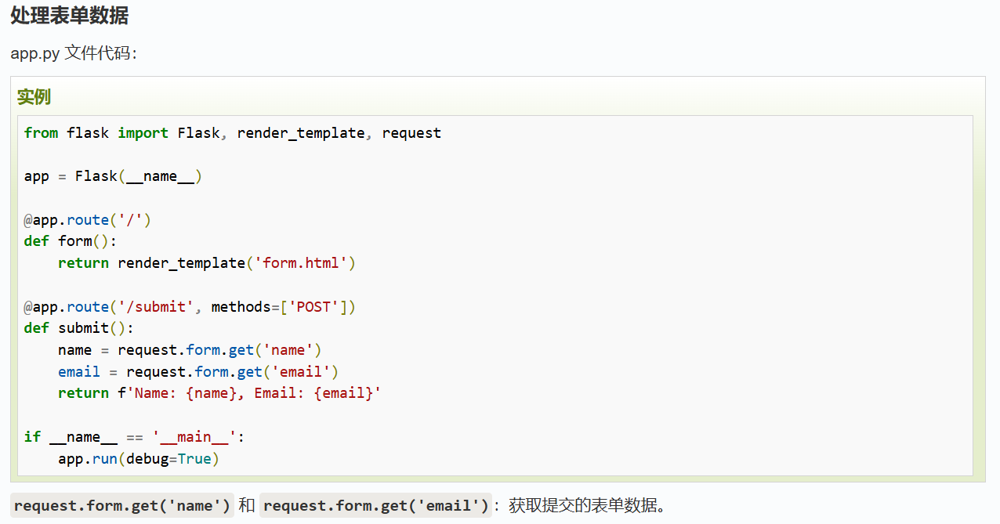 处理表单数据
app.py 文件代码：
实例
from flask import Flask, render_template, request
app = Flask(__name__)
@app.route('/')
def form():
    return render_template('form.html')
@app.route('/submit', methods=['POST'])
def submit():
    name = request.form.get('name')
    email = request.form.get('email')
    return f'Name: {name}, Email: {email}'
if __name__ == '__main__':
    app.run(debug=True)
request.form.get('name') 和 request.form.get('email')：获取提交的表单数据。